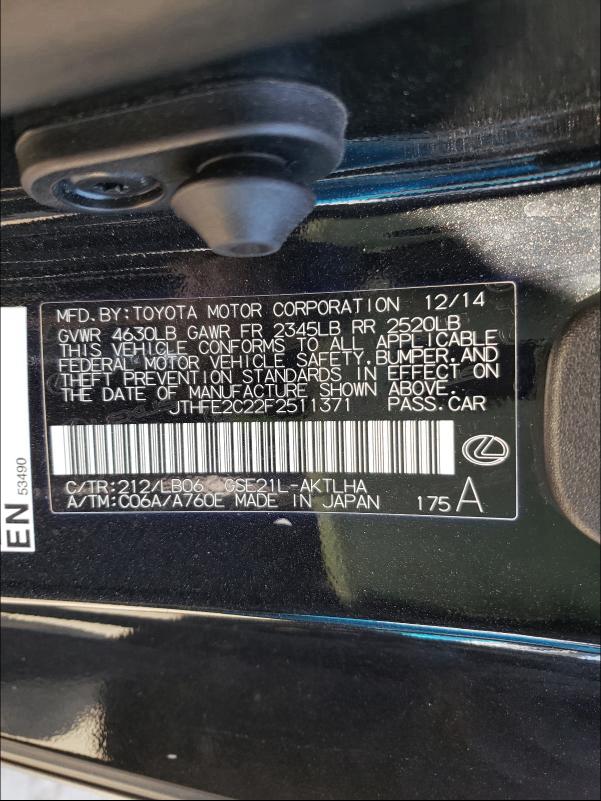 MFD.BY:TOYOTA MOTOR CORPORATION 12/14
GVWR 4630LB GAWR FR 2345LB RR 2520LB
THIS VEHICLE CONFORMS TO ALL APPLICABLE
FEDERAL MOTOR VEHICLE SAFETY.BUMPER.AND
THEFT PREVENTION STANDARDS IN EFFECT ON
THE DATE OF MANUFACTURE SHOWN ABOVE.
JTHFE2C22F2511371 PASS.CAR
C/TR:212/LB06 GSE21L-AKTLHA
A/TM:C06A/A760E MADE IN JAPAN 175A
EN 53490